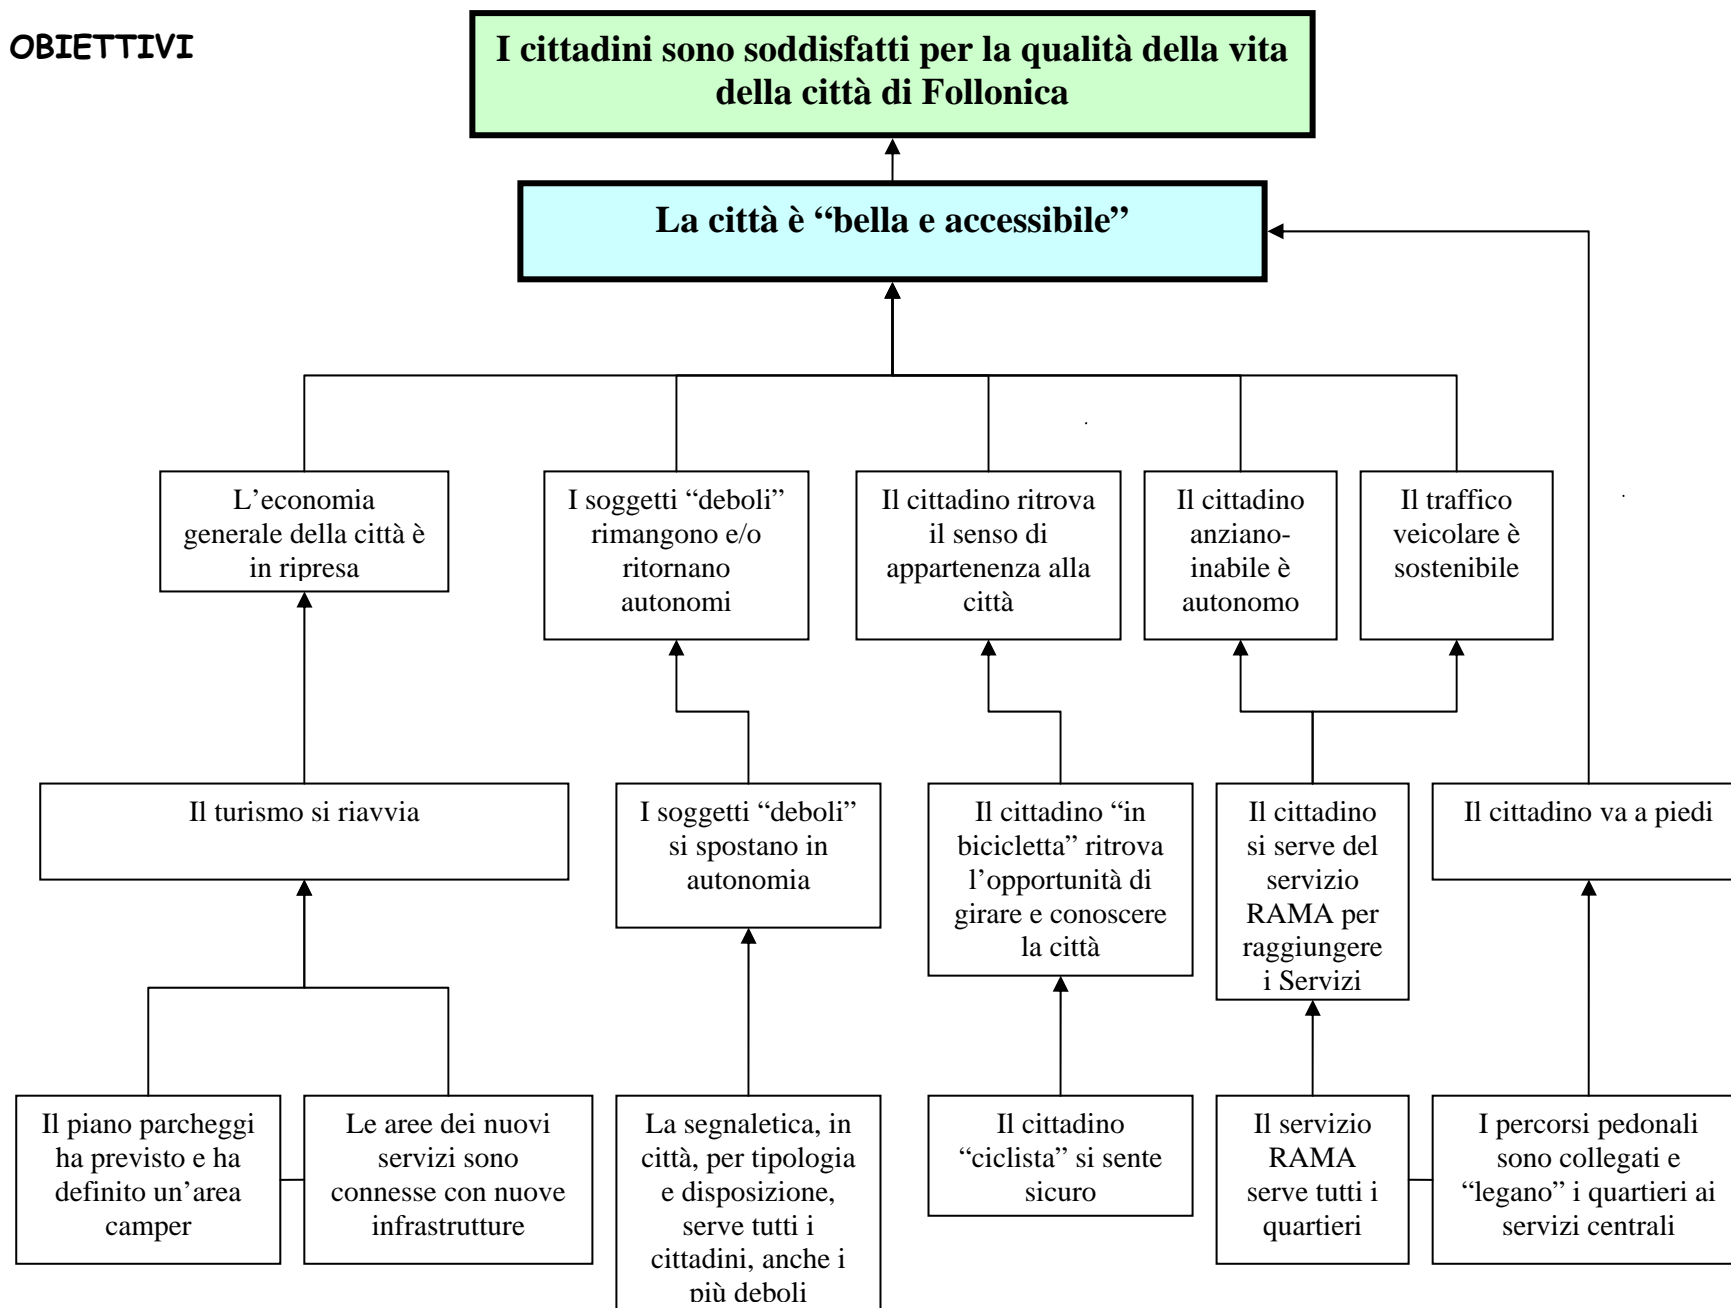 OBIETTIVI
I cittadini sono soddisfatti per la qualità della vita
della città di Follonica
La città è “bella e accessibile”
L’economia
generale della città è
in ripresa
I soggetti “deboli”
rimangono e/o
ritornano
autonomi
Il cittadino ritrova
il senso di
appartenenza alla
città
Il cittadino
anziano-
inabile è
autonomo
Il traffico
veicolare è
sostenibile
Il turismo si riavvia
I soggetti “deboli”
si spostano in
autonomia
Il cittadino “in
bicicletta” ritrova
l’opportunità di
girare e conoscere
la città
Il cittadino
si serve del
servizio
RAMA per
raggiungere
i Servizi
Il cittadino va a piedi
Il piano parcheggi
ha previsto e ha
definito un’area
camper
Le aree dei nuovi
servizi sono
connesse con nuove
infrastrutture
La segnaletica, in
città, per tipologia
e disposizione,
serve tutti i
cittadini, anche i
più deboli
Il cittadino
“ciclista” si sente
sicuro
Il servizio
RAMA
serve tutti i
quartieri
I percorsi pedonali
sono collegati e
“legano” i quartieri ai
servizi centrali